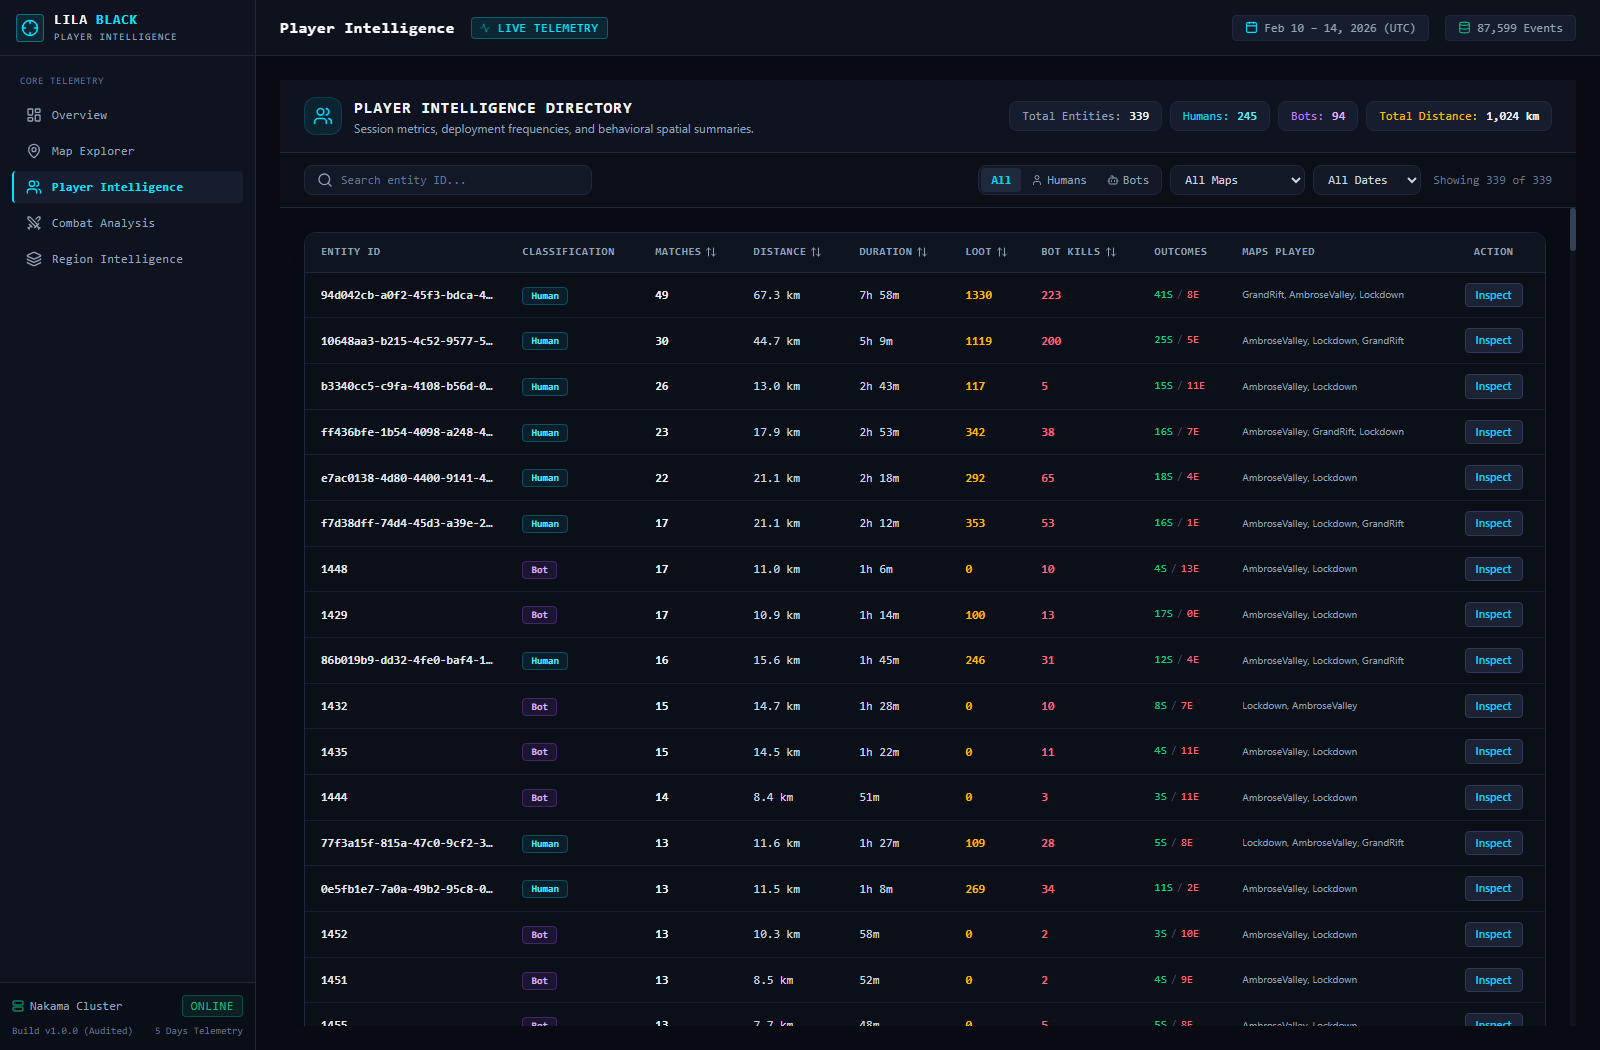 LILA BLACK
PLAYER INTELLIGENCE
CORE TELEMETRY
Overview
Map Explorer
Player Intelligence
Combat Analysis
Region Intelligence
Nakama Cluster ONLINE
Build v1.0.0 (Audited) 5 Days Telemetry
Player Intelligence LIVE TELEMETRY Feb 10 – 14, 2026 (UTC) 87,599 Events
PLAYER INTELLIGENCE DIRECTORY
Session metrics, deployment frequencies, and behavioral spatial summaries.
Total Entities: 339 Humans: 245 Bots: 94 Total Distance: 1,024 km
Search entity ID... All Humans Bots All Maps All Dates Showing 339 of 339
ENTITY ID CLASSIFICATION MATCHES DISTANCE DURATION LOOT BOT KILLS OUTCOMES MAPS PLAYED ACTION
94d042cb-a0f2-45f3-bdca-4… Human 49 67.3 km 7h 58m 1330 223 41S / 8E GrandRift, AmbroseValley, Lockdown Inspect
10648aa3-b215-4c52-9577-5… Human 30 44.7 km 5h 9m 1119 200 25S / 5E AmbroseValley, Lockdown, GrandRift Inspect
b3340cc5-c9fa-4108-b56d-0… Human 26 13.0 km 2h 43m 117 5 15S / 11E AmbroseValley, Lockdown Inspect
ff436bfe-1b54-4098-a248-4… Human 23 17.9 km 2h 53m 342 38 16S / 7E AmbroseValley, GrandRift, Lockdown Inspect
e7ac0138-4d80-4400-9141-4… Human 22 21.1 km 2h 18m 292 65 18S / 4E AmbroseValley, Lockdown Inspect
f7d38dff-74d4-45d3-a39e-2… Human 17 21.1 km 2h 12m 353 53 16S / 1E AmbroseValley, Lockdown, GrandRift Inspect
1448 Bot 17 11.0 km 1h 6m 0 10 4S / 13E AmbroseValley, Lockdown Inspect
1429 Bot 17 10.9 km 1h 14m 100 13 17S / 0E AmbroseValley, Lockdown Inspect
86b019b9-dd32-4fe0-baf4-1… Human 16 15.6 km 1h 45m 246 31 12S / 4E AmbroseValley, Lockdown, GrandRift Inspect
1432 Bot 15 14.7 km 1h 28m 0 10 8S / 7E Lockdown, AmbroseValley Inspect
1435 Bot 15 14.5 km 1h 22m 0 11 4S / 11E AmbroseValley, Lockdown Inspect
1444 Bot 14 8.4 km 51m 0 3 3S / 11E AmbroseValley, Lockdown Inspect
77f3a15f-815a-47c0-9cf2-3… Human 13 11.6 km 1h 27m 109 28 5S / 8E Lockdown, AmbroseValley, GrandRift Inspect
0e5fb1e7-7a0a-49b2-95c8-0… Human 13 11.5 km 1h 8m 269 34 11S / 2E AmbroseValley, Lockdown Inspect
1452 Bot 13 10.3 km 58m 0 2 3S / 10E AmbroseValley, Lockdown Inspect
1451 Bot 13 8.5 km 52m 0 2 4S / 9E AmbroseValley, Lockdown Inspect
1455 Bot 13 7.7 km 48m 0 5 5S / 8E AmbroseValley, Lockdown Inspect